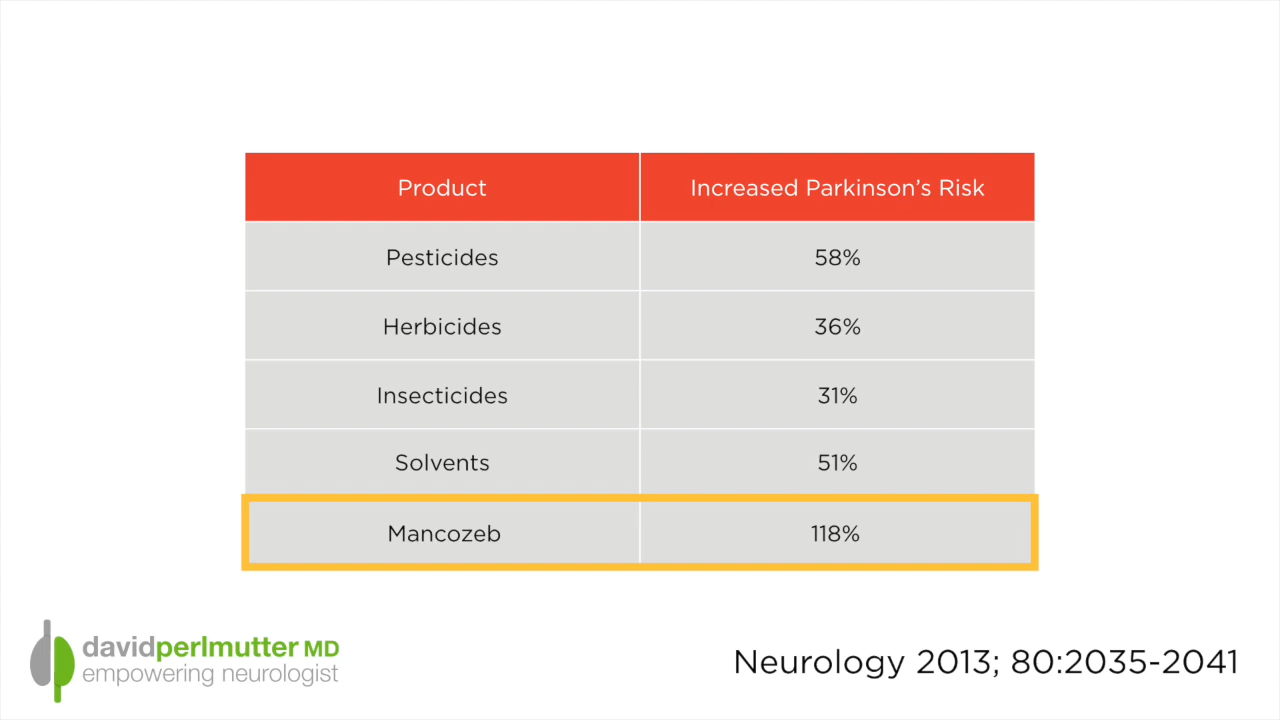 Product Increased Parkinson’s Risk
Pesticides 58%
Herbicides 36%
Insecticides 31%
Solvents 51%
Mancozeb 118%
davidperlmutter MD
empowering neurologist
Neurology 2013; 80:2035-2041